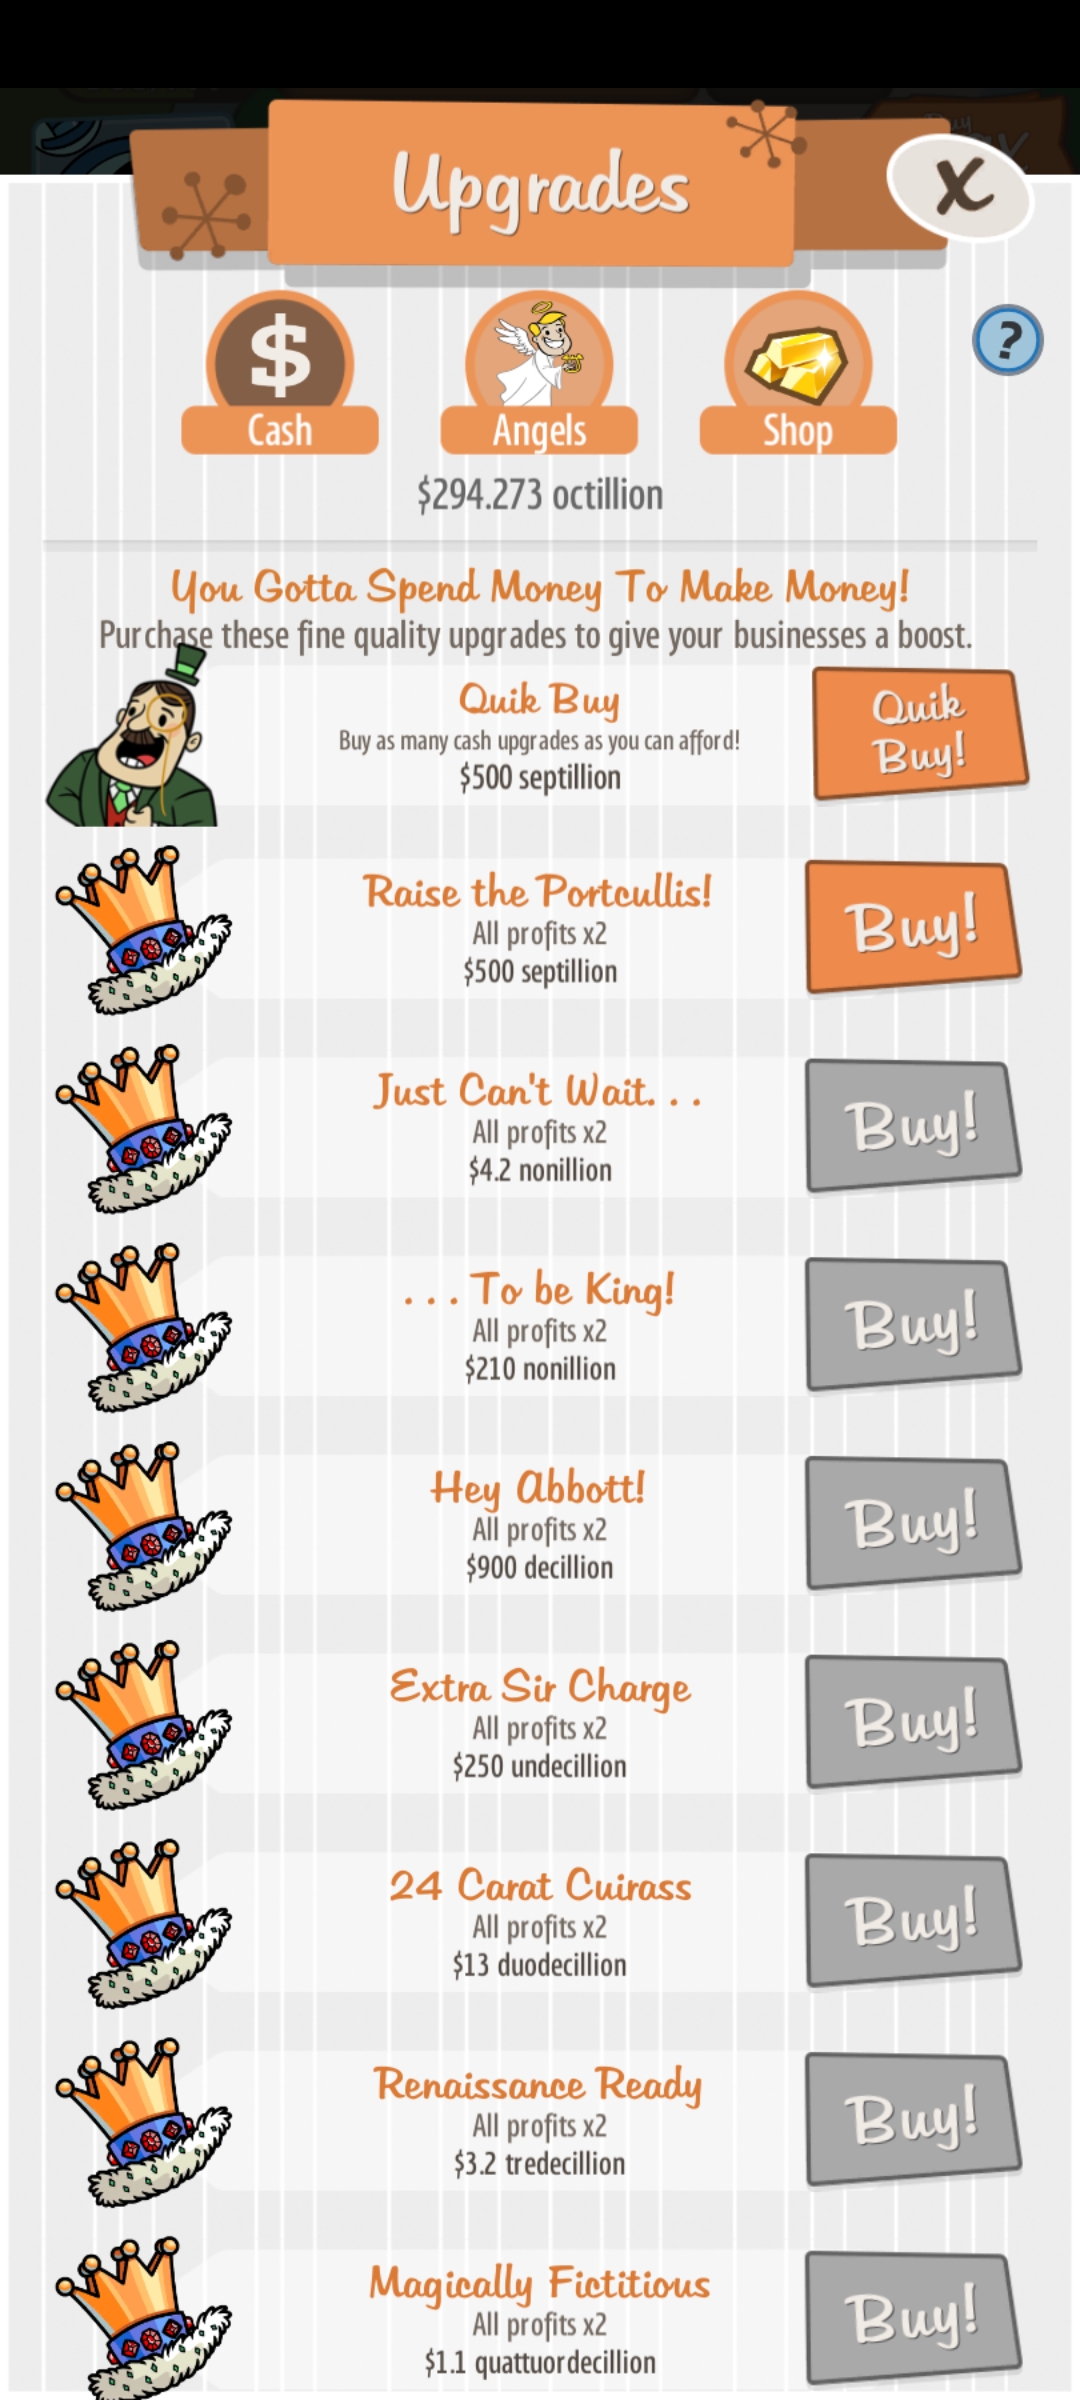 Upgrades
X
$
?
Cash
Angels
Shop
$294.273 octillion
You Gotta Spend Money To Make Money!
Purchase these fine quality upgrades to give your businesses a boost.
Quik Buy
Buy as many cash upgrades as you can afford!
$500 septillion
Quik
Buy!
Raise the Portcullis!
All profits x2
$500 septillion
Buy!
Just Can't Wait. . .
All profits x2
$4.2 nonillion
Buy!
. . . To be King!
All profits x2
$210 nonillion
Buy!
Hey Abbott!
All profits x2
$900 decillion
Buy!
Extra Sir Charge
All profits x2
$250 undecillion
Buy!
24 Carat Cuirass
All profits x2
$13 duodecillion
Buy!
Renaissance Ready
All profits x2
$3.2 tredecillion
Buy!
Magically Fictitious
All profits x2
$1.1 quattuordecillion
Buy!